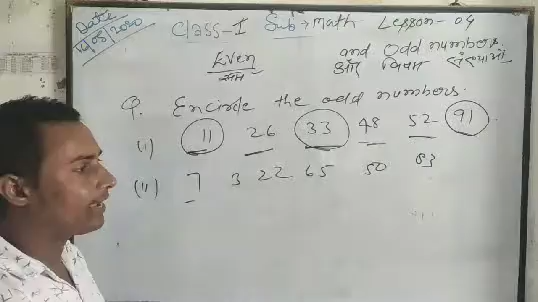 Date
14/05/2020
Class-I Sub→Math Lesson-04
Even and Odd numbers
सम और विषम संख्याओ
Q. Encircle the odd numbers.
(i) 11 26 33 48 52 91
(ii) 7 3 22 65 50 83